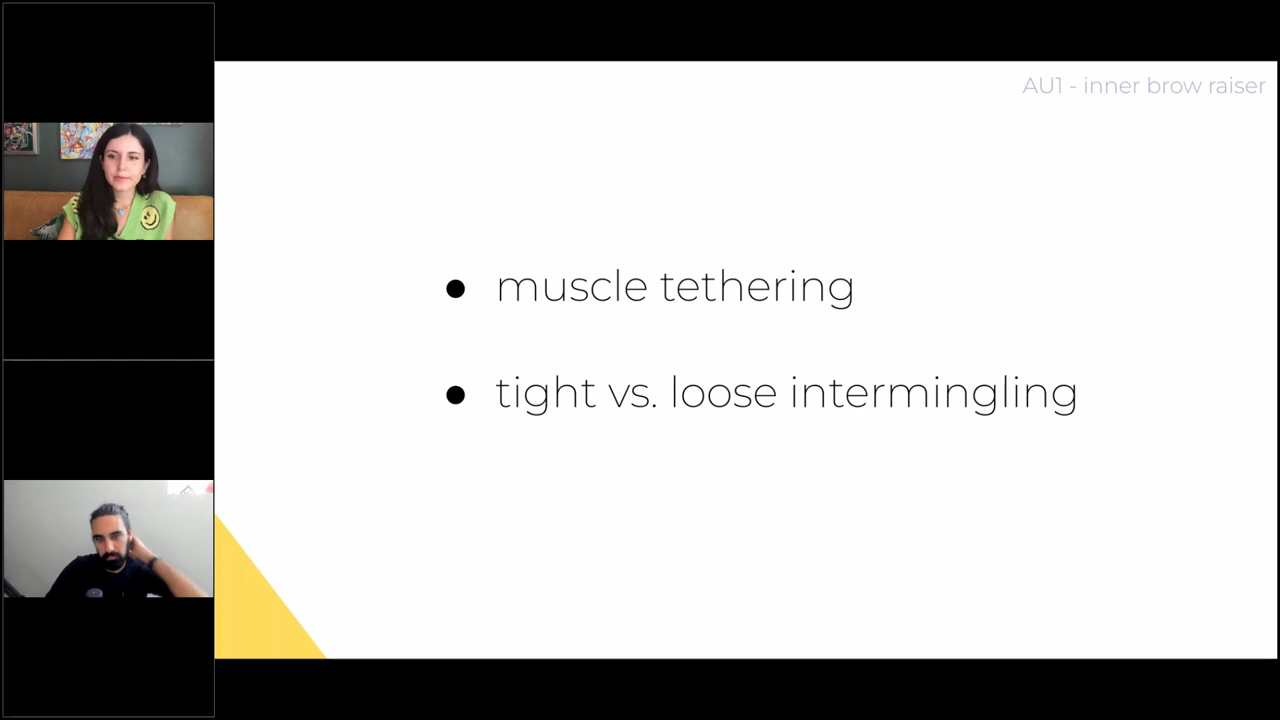 AU1 - inner brow raiser
● muscle tethering
● tight vs. loose intermingling